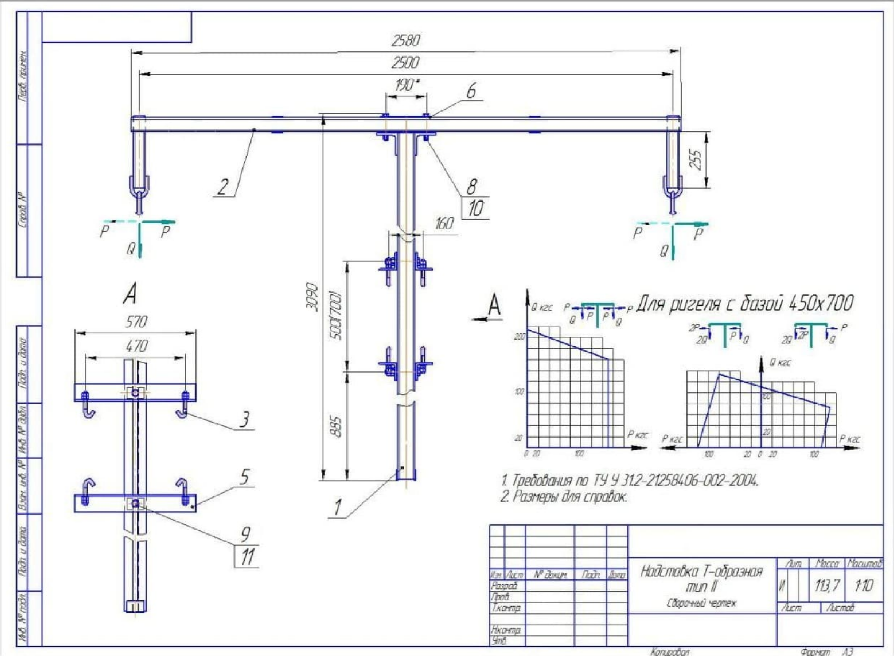 2580
2500
190*
6
2
255
8
10
P
P
Q
P
P
Q
160
3090
500(700)
885
1
А
570
470
3
5
9
11
А
Для ригеля с базой 450х700
Q кгс
P
P
P
P
Q
Q
200
100
20
0 20
100
P кгс
2P
2Q
P
Q
2P
2Q
P
Q
Q кгс
100
20
P кгс
P кгс
100
20 0 20
100
1. Требования по ТУ У 31.2-21258406-002-2004.
2. Размеры для справок.
Перв. примен.
Справ. №
Подп. и дата
Инв. № дубл.
Взам. инв. №
Подп. и дата
Инв. № подл.
Изм. Лист № докум. Подп. Дата
Разраб.
Пров.
Т.контр.
Н.контр.
Утв.
Надставка Т-образная
тип II
Сборочный чертеж
Лит. Масса Масштаб
И 113,7 1:10
Лист Листов
Копировал Формат А3